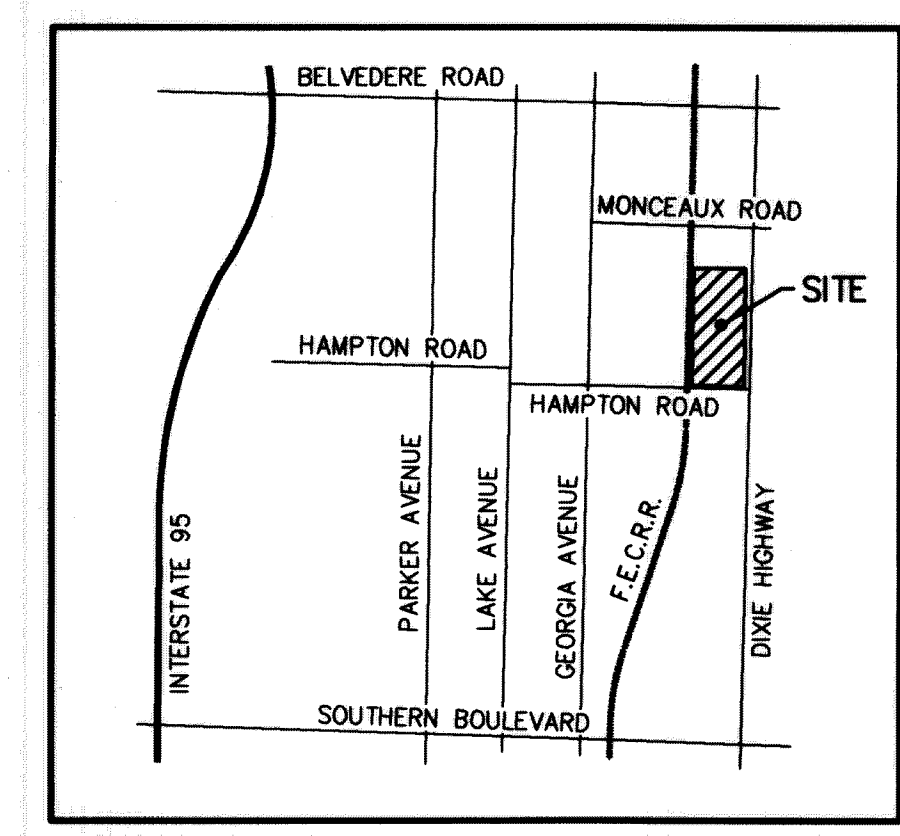 BELVEDERE ROAD
MONCEAUX ROAD
SITE
HAMPTON ROAD
HAMPTON ROAD
INTERSTATE 95
PARKER AVENUE
LAKE AVENUE
GEORGIA AVENUE
F.E.C.R.R.
DIXIE HIGHWAY
SOUTHERN BOULEVARD